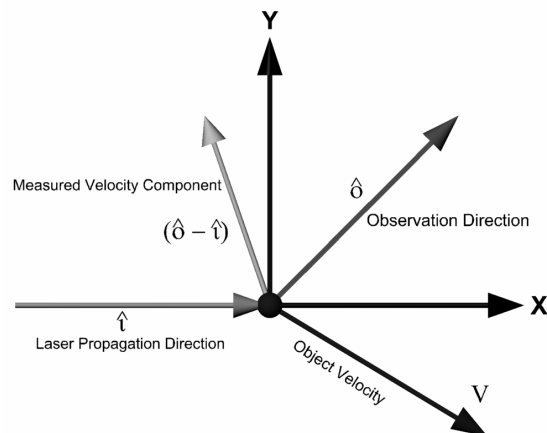 Y
Measured Velocity Component
(ô – î)
ô
Observation Direction
X
î
Laser Propagation Direction
Object Velocity
V